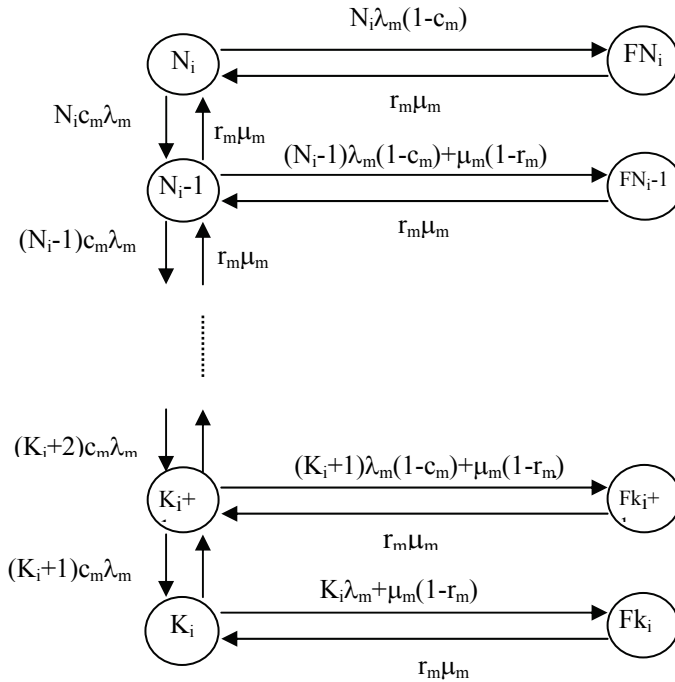 Nᵢλₘ(1-cₘ)
Nᵢ
FNᵢ
rₘμₘ
Nᵢcₘλₘ
rₘμₘ
(Nᵢ-1)λₘ(1-cₘ)+μₘ(1-rₘ)
Nᵢ-1
FNᵢ-1
rₘμₘ
(Nᵢ-1)cₘλₘ
rₘμₘ
(Kᵢ+2)cₘλₘ
(Kᵢ+1)λₘ(1-cₘ)+μₘ(1-rₘ)
Kᵢ+
Fkᵢ+
rₘμₘ
(Kᵢ+1)cₘλₘ
Kᵢλₘ+μₘ(1-rₘ)
Kᵢ
Fkᵢ
rₘμₘ